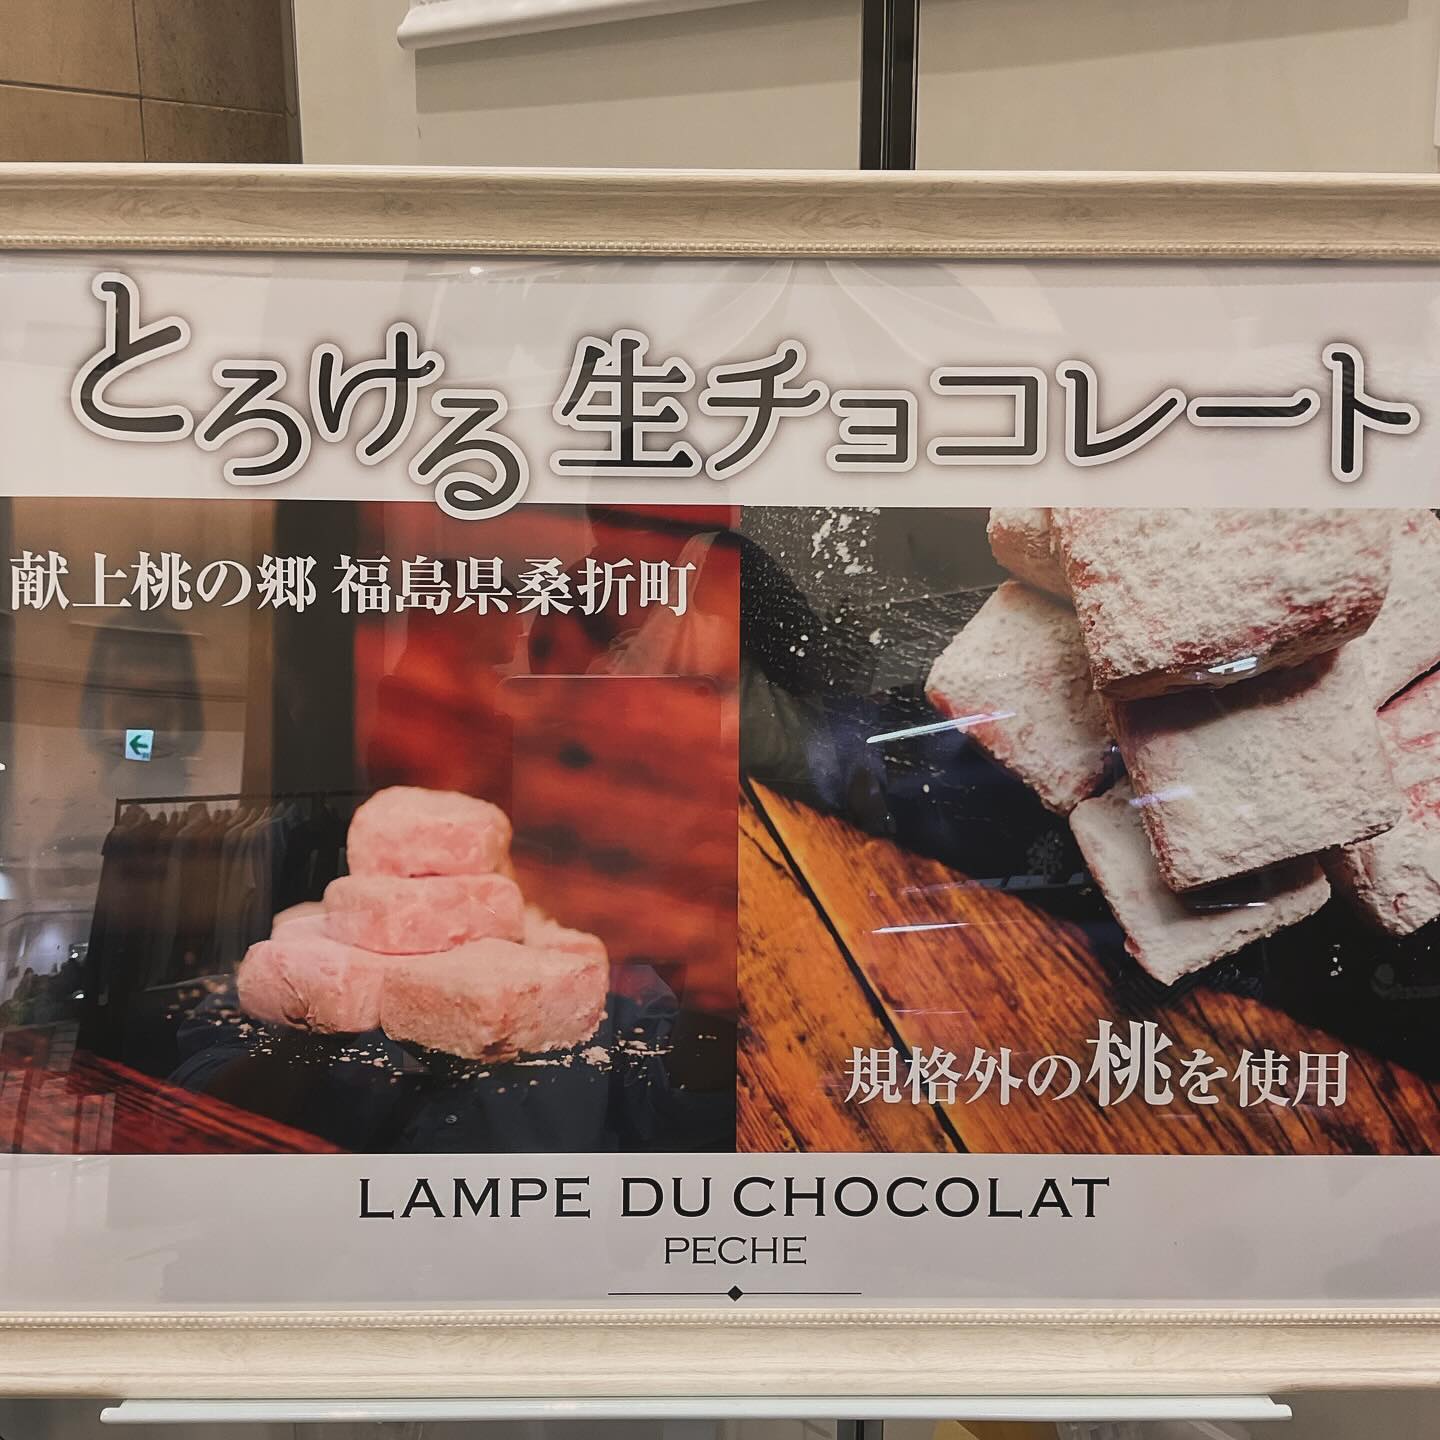 とろける生チョコレート
献上桃の郷 福島県桑折町
規格外の桃を使用
LAMPE DU CHOCOLAT
PECHE